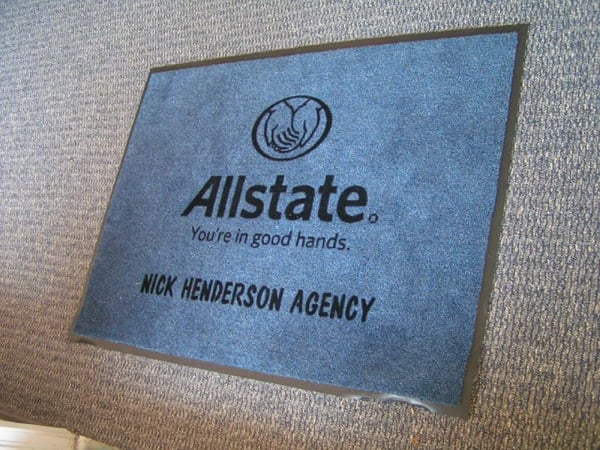 Allstate
You're in good hands.
NICK HENDERSON AGENCY